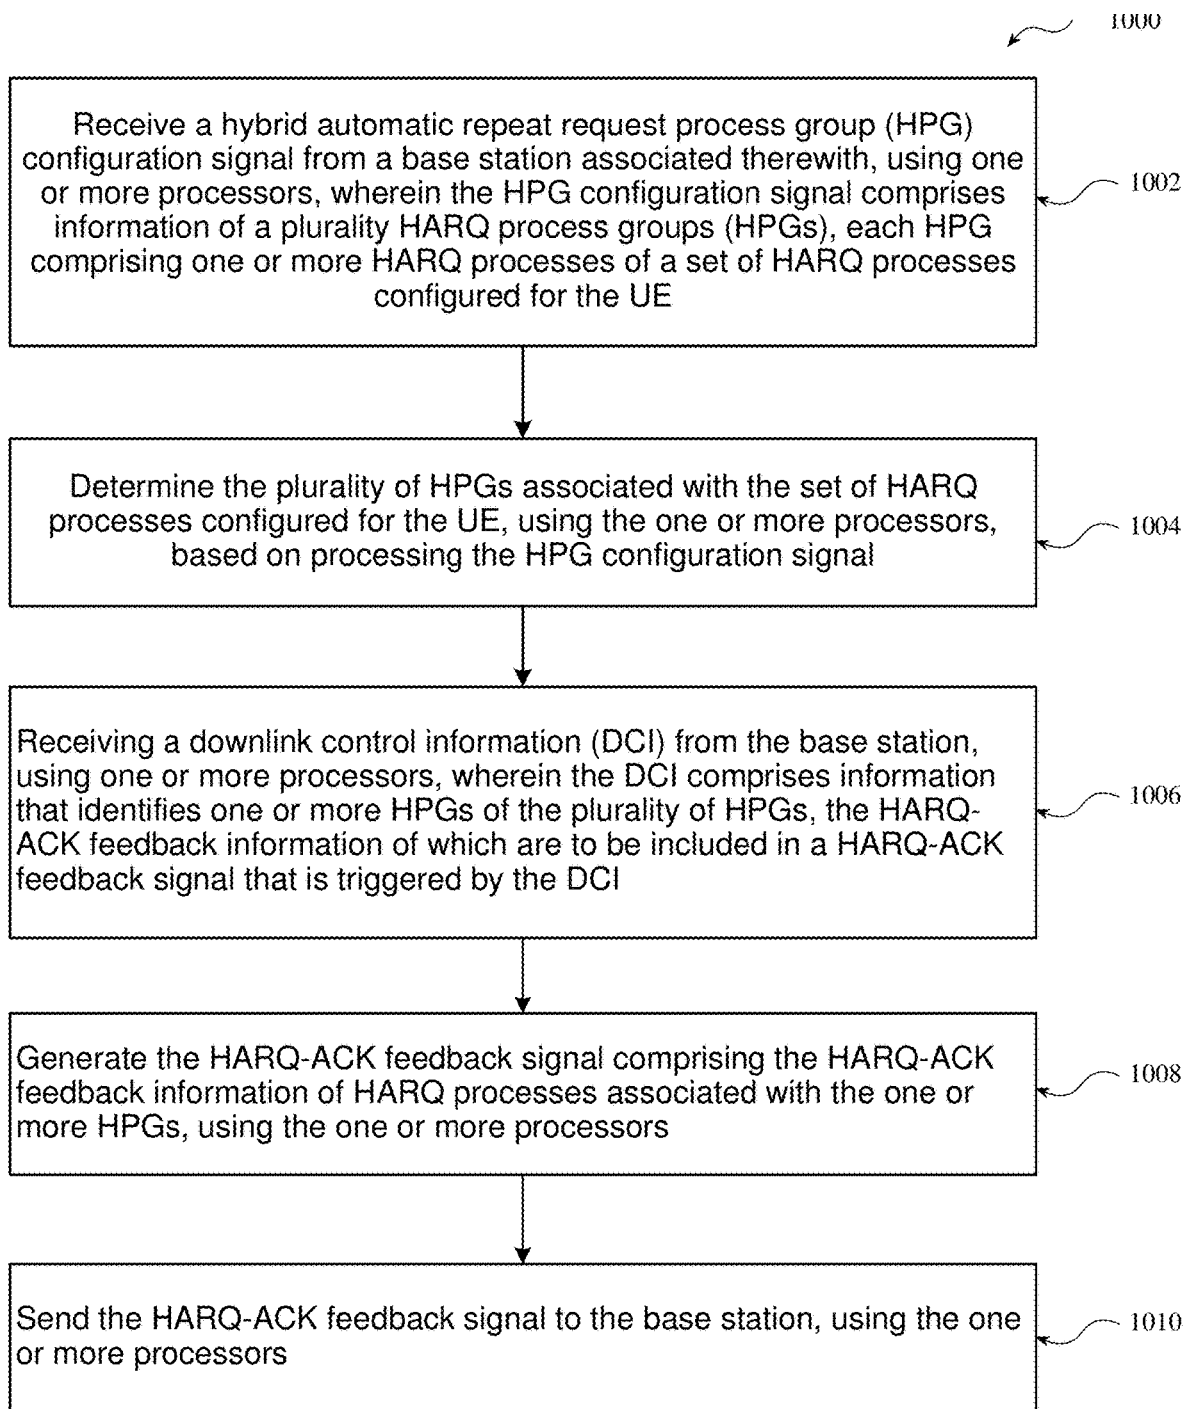 1000
Receive a hybrid automatic repeat request process group (HPG)
configuration signal from a base station associated therewith, using one
or more processors, wherein the HPG configuration signal comprises
information of a plurality HARQ process groups (HPGs), each HPG
comprising one or more HARQ processes of a set of HARQ processes
configured for the UE
1002
Determine the plurality of HPGs associated with the set of HARQ
processes configured for the UE, using the one or more processors,
based on processing the HPG configuration signal
1004
Receiving a downlink control information (DCI) from the base station,
using one or more processors, wherein the DCI comprises information
that identifies one or more HPGs of the plurality of HPGs, the HARQ-
ACK feedback information of which are to be included in a HARQ-ACK
feedback signal that is triggered by the DCI
1006
Generate the HARQ-ACK feedback signal comprising the HARQ-ACK
feedback information of HARQ processes associated with the one or
more HPGs, using the one or more processors
1008
Send the HARQ-ACK feedback signal to the base station, using the one
or more processors
1010